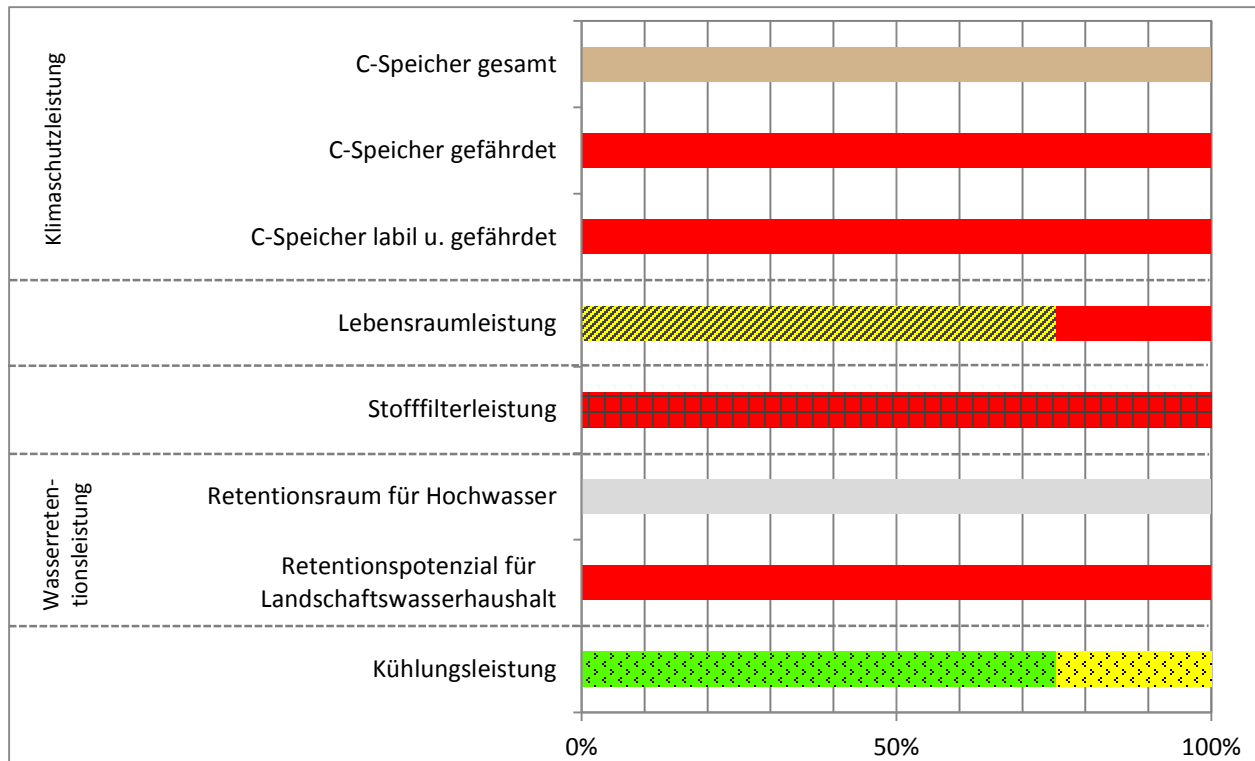 Klimaschutzleistung
C-Speicher gesamt
C-Speicher gefährdet
C-Speicher labil u. gefährdet
Lebensraumleistung
Stofffilterleistung
Wasserreten-
tionsleistung
Retentionsraum für Hochwasser
Retentionspotenzial für
Landschaftswasserhaushalt
Kühlungsleistung
0%
50%
100%